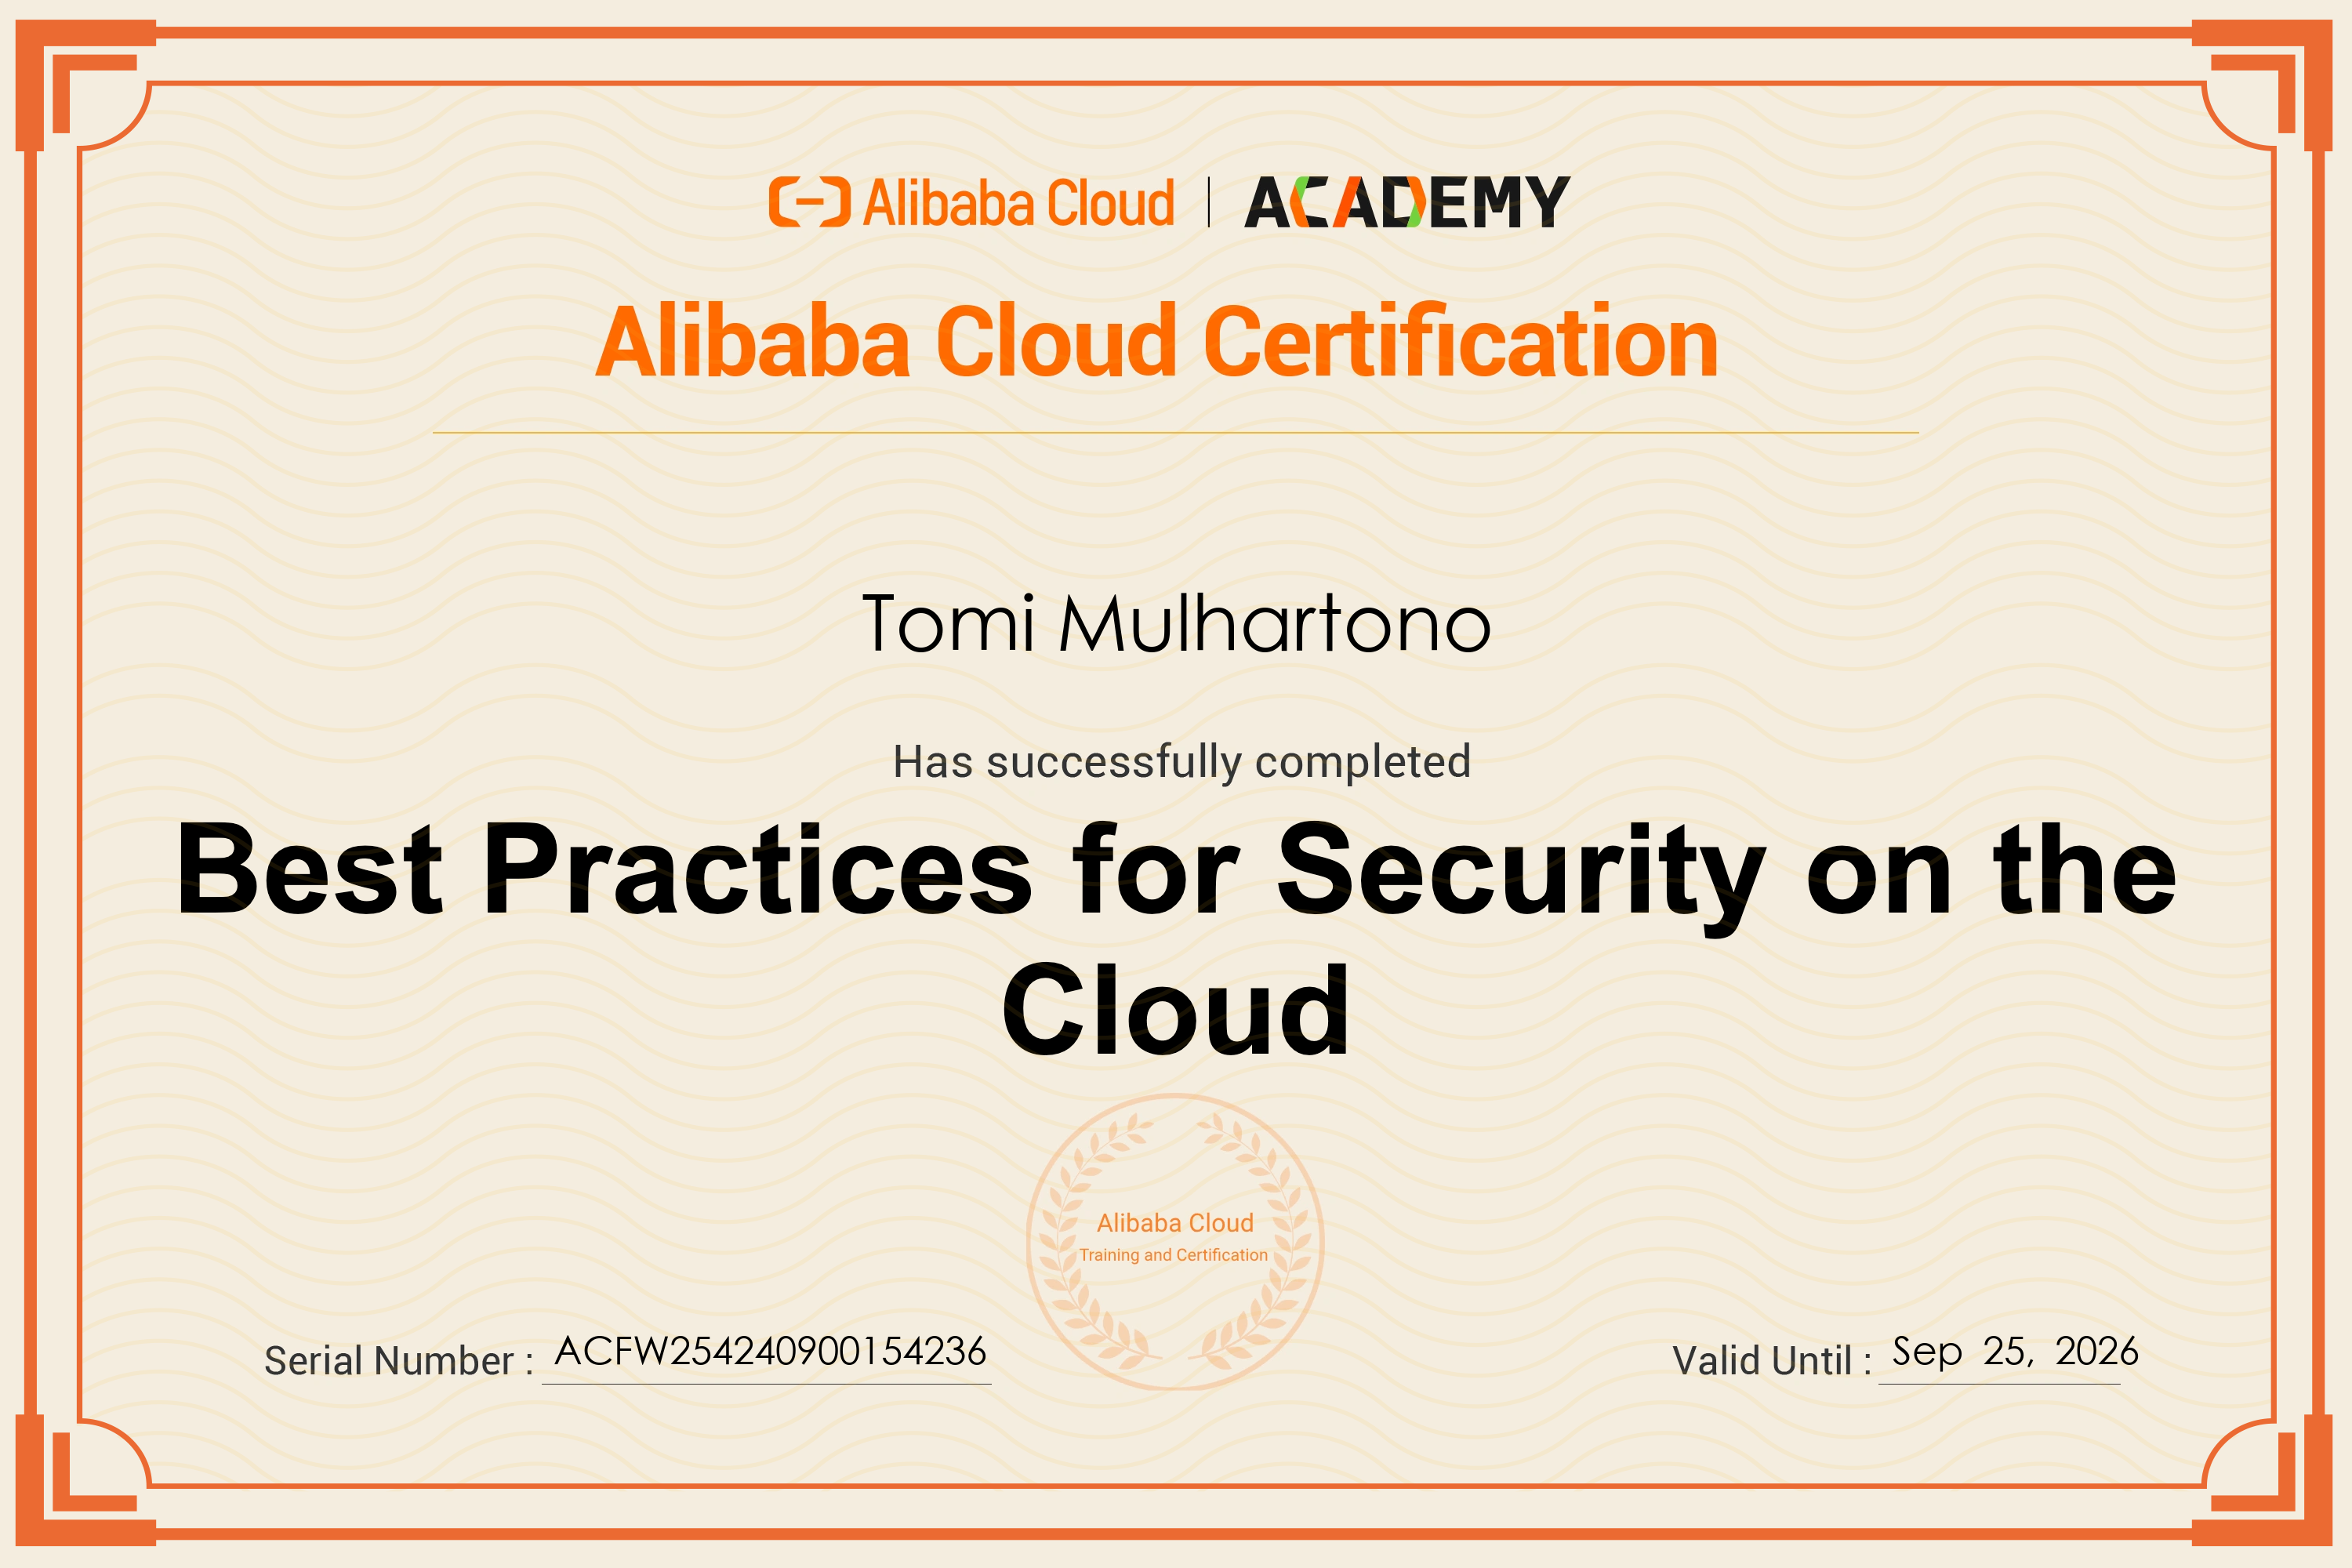 Alibaba Cloud | ACADEMY
Alibaba Cloud Certification
Tomi Mulhartono
Has successfully completed
Best Practices for Security on the
Cloud
Alibaba Cloud
Training and Certification
Serial Number : ACFW254240900154236
Valid Until : Sep 25, 2026